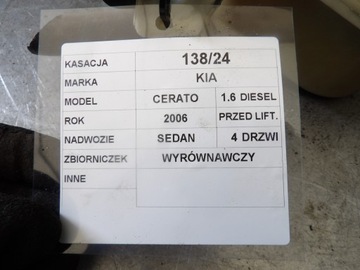 KASACJA 138/24
MARKA KIA
MODEL CERATO 1.6 DIESEL
ROK 2006 PRZED LIFT.
NADWOZIE SEDAN 4 DRZWI
ZBIORNICZEK WYRÓWNAWCZY
INNE